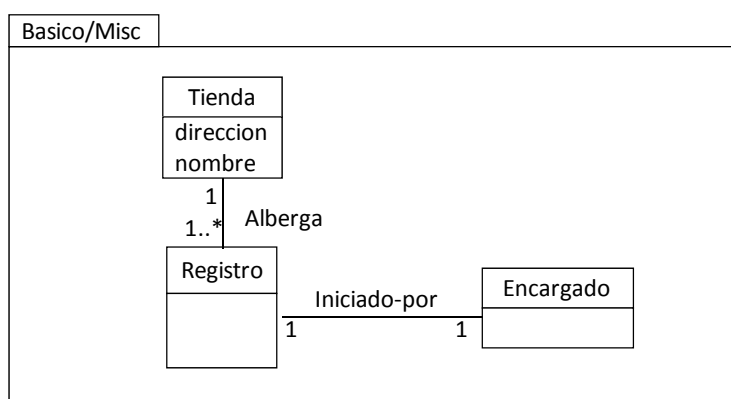 Basico/Misc
Tienda
direccion
nombre
1
1..*
Alberga
Registro
Iniciado-por
1
1
Encargado